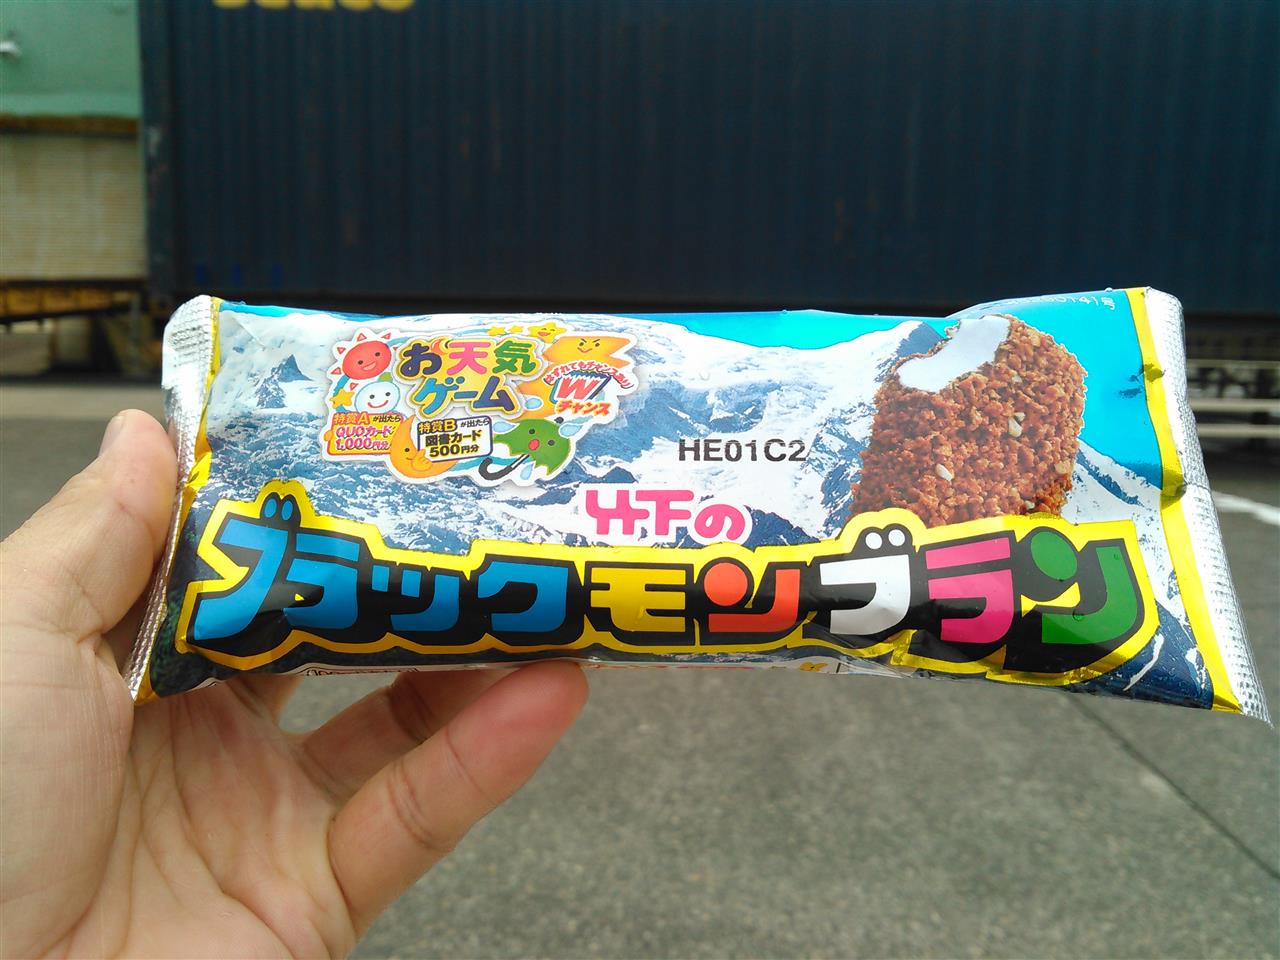 お天気
ゲーム
はずれてもチャンスあり
Wチャンス
特賞Aが出たら
QUOカード
1,000円分
特賞Bが出たら
図書カード
500円分
HE01C2
竹下の
ブラックモンブラン